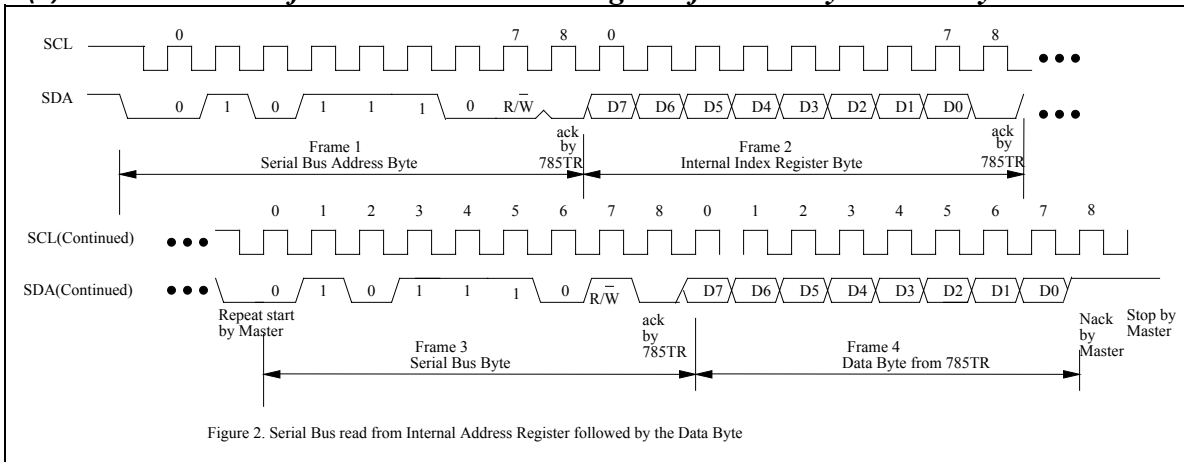 SCL 0 7 8 0 7 8
SDA 0 1 0 1 1 1 0 R/W D7 D6 D5 D4 D3 D2 D1 D0
Frame 1
Serial Bus Address Byte
ack
by
785TR
Frame 2
Internal Index Register Byte
ack
by
785TR
0 1 2 3 4 5 6 7 8 0 1 2 3 4 5 6 7 8
SCL(Continued)
SDA(Continued) 0 1 0 1 1 1 0 R/W D7 D6 D5 D4 D3 D2 D1 D0
Repeat start
by Master
Frame 3
Serial Bus Byte
ack
by
785TR
Frame 4
Data Byte from 785TR
Nack
by
Master
Stop by
Master
Figure 2. Serial Bus read from Internal Address Register followed by the Data Byte